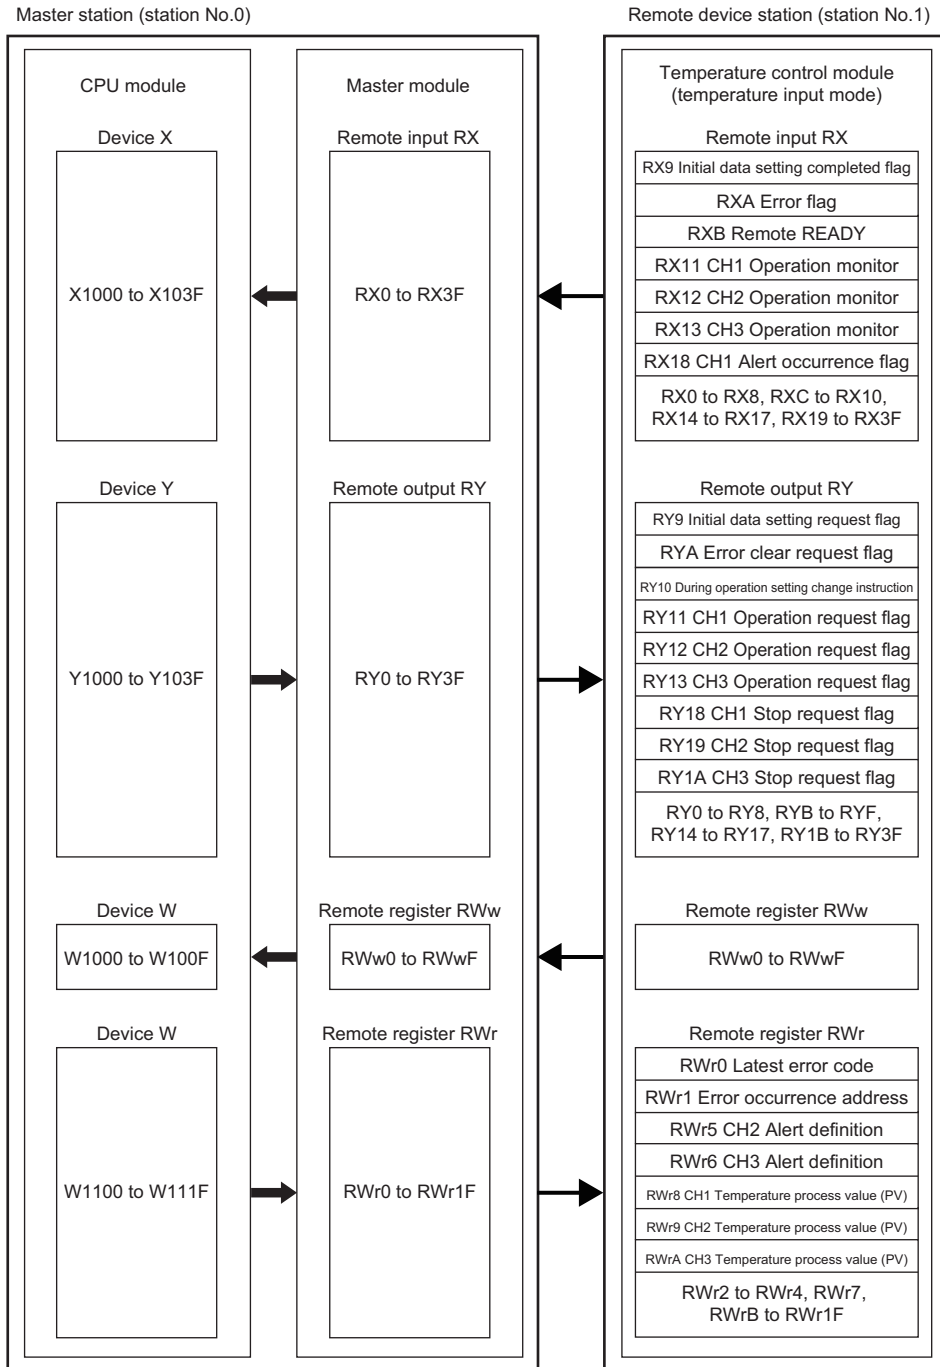 Master station (station No.0)
Remote device station (station No.1)
CPU module
Master module
Temperature control module
(temperature input mode)
Device X
Remote input RX
Remote input RX
X1000 to X103F
RX0 to RX3F
RX9 Initial data setting completed flag
RXA Error flag
RXB Remote READY
RX11 CH1 Operation monitor
RX12 CH2 Operation monitor
RX13 CH3 Operation monitor
RX18 CH1 Alert occurrence flag
RX0 to RX8, RXC to RX10,
RX14 to RX17, RX19 to RX3F
Device Y
Remote output RY
Remote output RY
Y1000 to Y103F
RY0 to RY3F
RY9 Initial data setting request flag
RYA Error clear request flag
RY10 During operation setting change instruction
RY11 CH1 Operation request flag
RY12 CH2 Operation request flag
RY13 CH3 Operation request flag
RY18 CH1 Stop request flag
RY19 CH2 Stop request flag
RY1A CH3 Stop request flag
RY0 to RY8, RYB to RYF,
RY14 to RY17, RY1B to RY3F
Device W
Remote register RWw
Remote register RWw
W1000 to W100F
RWw0 to RWwF
RWw0 to RWwF
Device W
Remote register RWr
Remote register RWr
W1100 to W111F
RWr0 to RWr1F
RWr0 Latest error code
RWr1 Error occurrence address
RWr5 CH2 Alert definition
RWr6 CH3 Alert definition
RWr8 CH1 Temperature process value (PV)
RWr9 CH2 Temperature process value (PV)
RWrA CH3 Temperature process value (PV)
RWr2 to RWr4, RWr7,
RWrB to RWr1F